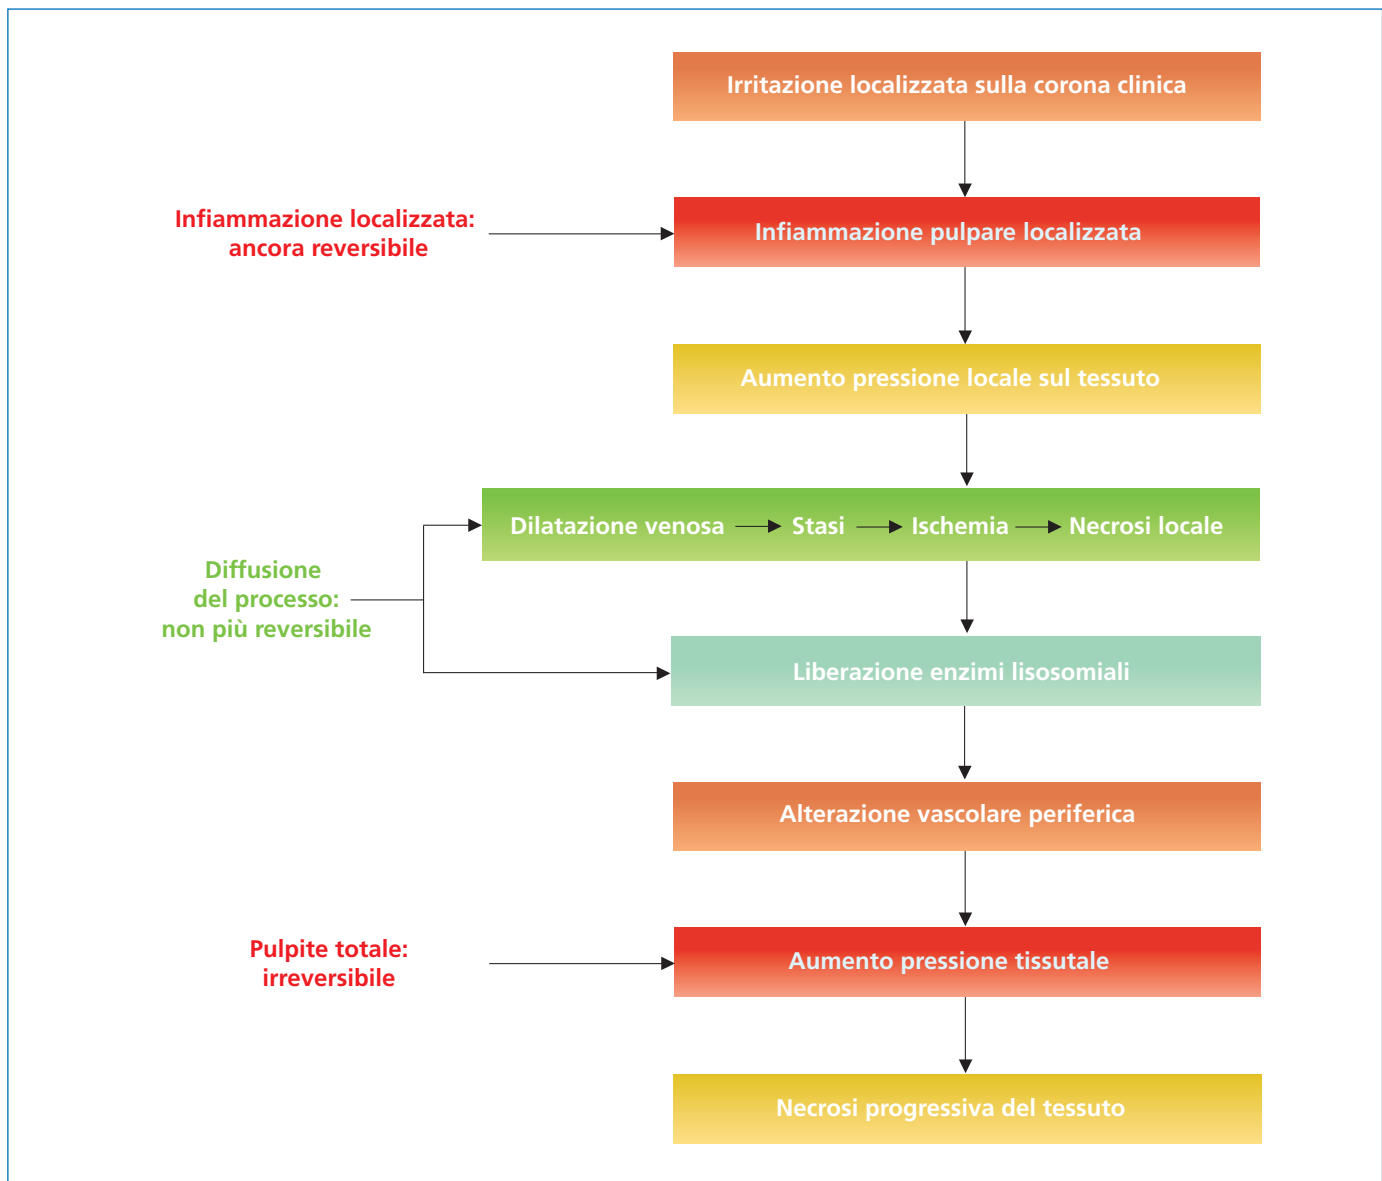 Irritazione localizzata sulla corona clinica
Infiammazione localizzata:
ancora reversibile
Infiammazione pulpare localizzata
Aumento pressione locale sul tessuto
Dilatazione venosa Stasi Ischemia Necrosi locale
Diffusione
del processo:
non più reversibile
Liberazione enzimi lisosomiali
Alterazione vascolare periferica
Pulpite totale:
irreversibile
Aumento pressione tissutale
Necrosi progressiva del tessuto